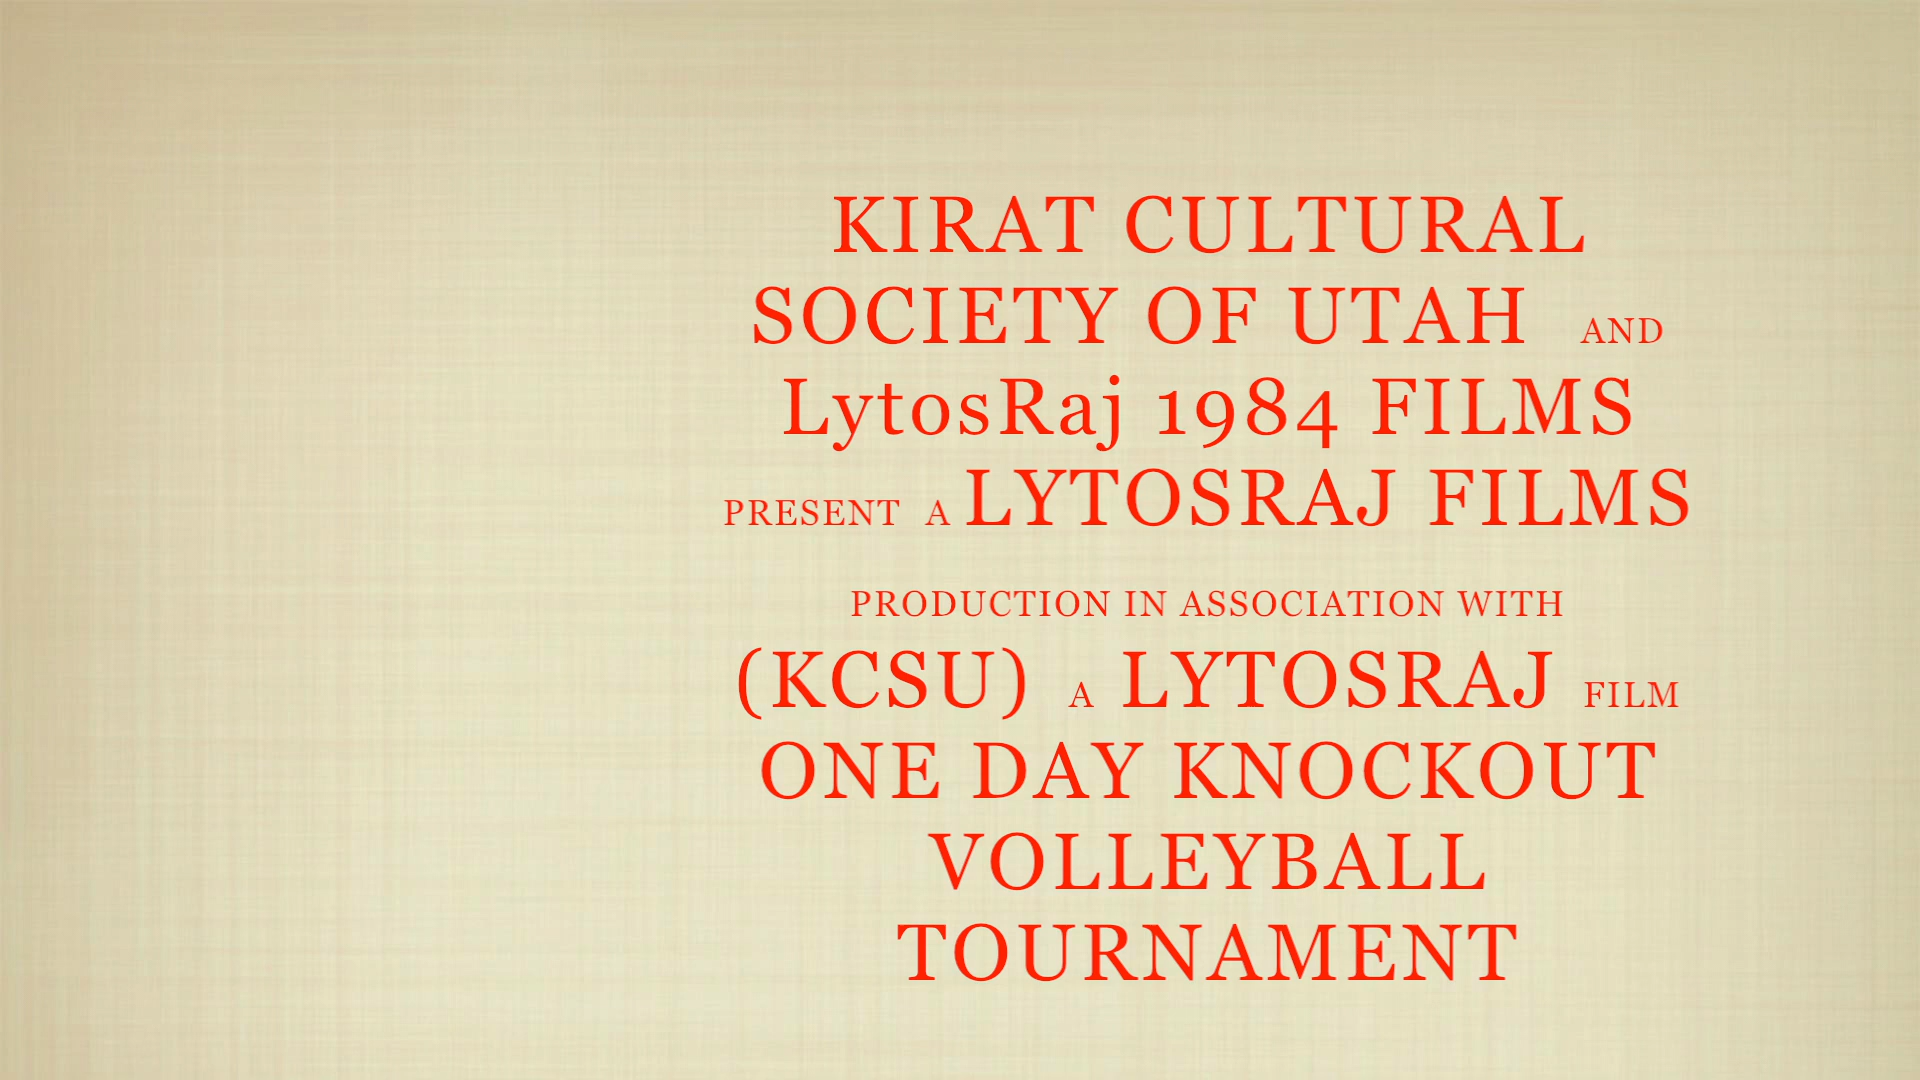 KIRAT CULTURAL
SOCIETY OF UTAH AND
LytosRaj 1984 FILMS
PRESENT A LYTOSRAJ FILMS
PRODUCTION IN ASSOCIATION WITH
(KCSU) A LYTOSRAJ FILM
ONE DAY KNOCKOUT
VOLLEYBALL
TOURNAMENT